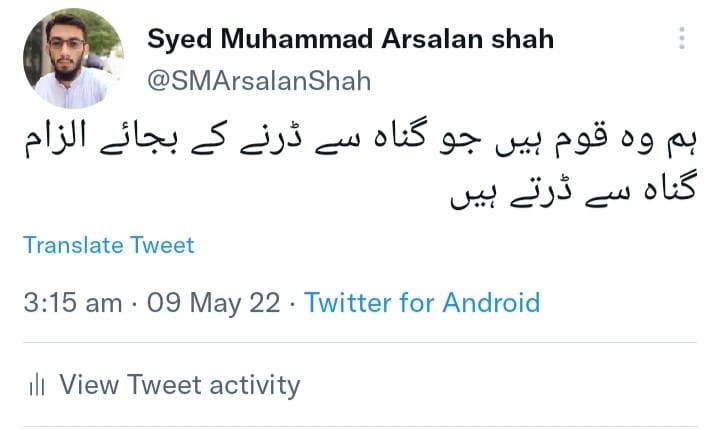 Syed Muhammad Arsalan shah
@SMArsalanShah
ہم وہ قوم ہیں جو گناہ سے ڈرنے کے بجائے الزام
گناہ سے ڈرتے ہیں
Translate Tweet
3:15 am · 09 May 22 · Twitter for Android
View Tweet activity